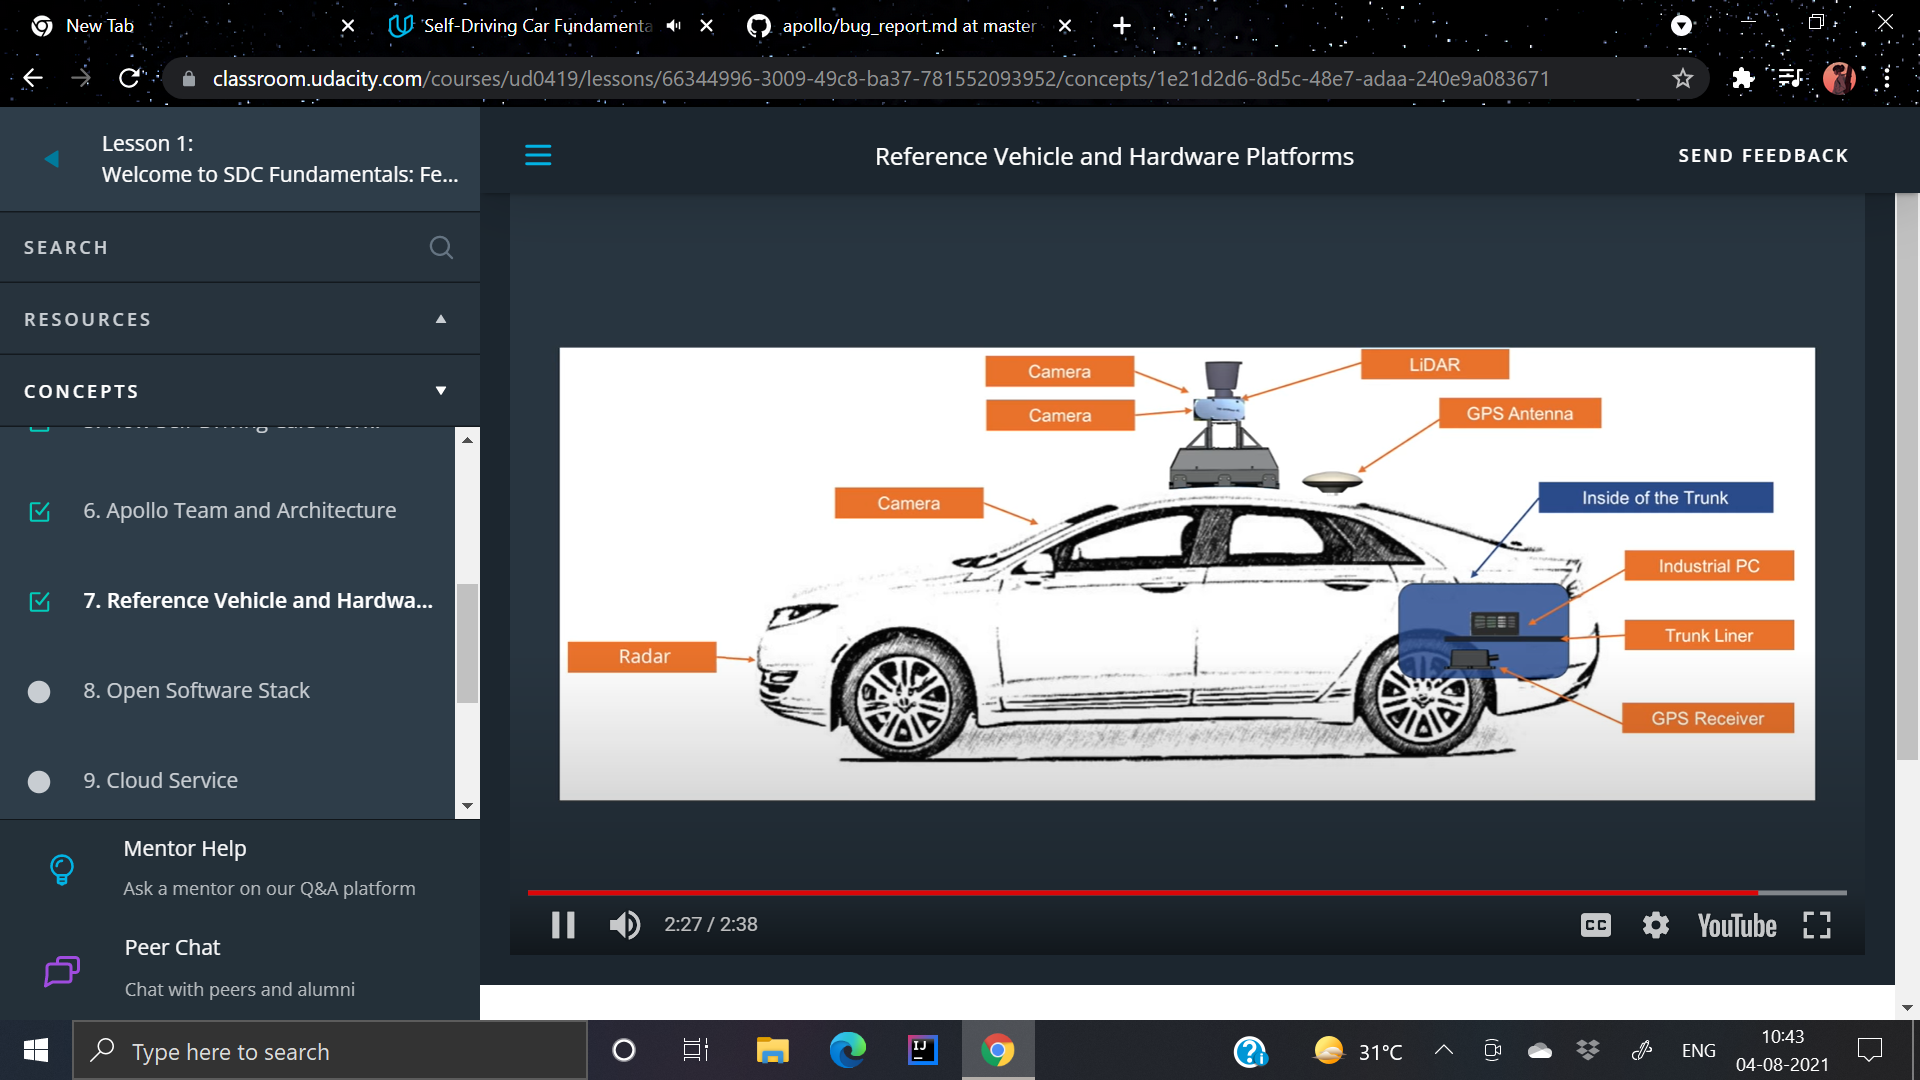 New Tab
Self-Driving Car Fundamenta
apollo/bug_report.md at master
classroom.udacity.com/courses/ud0419/lessons/66344996-3009-49c8-ba37-781552093952/concepts/1e21d2d6-8d5c-48e7-adaa-240e9a083671
Lesson 1:
Welcome to SDC Fundamentals: Fe...
Reference Vehicle and Hardware Platforms
SEND FEEDBACK
SEARCH
RESOURCES
CONCEPTS
6. Apollo Team and Architecture
7. Reference Vehicle and Hardwa...
8. Open Software Stack
9. Cloud Service
Mentor Help
Ask a mentor on our Q&A platform
Peer Chat
Chat with peers and alumni
Camera
LiDAR
Camera
GPS Antenna
Camera
Inside of the Trunk
Industrial PC
Trunk Liner
Radar
GPS Receiver
2:27 / 2:38
CC
YouTube
Type here to search
IJ
31°C
ENG
10:43
04-08-2021